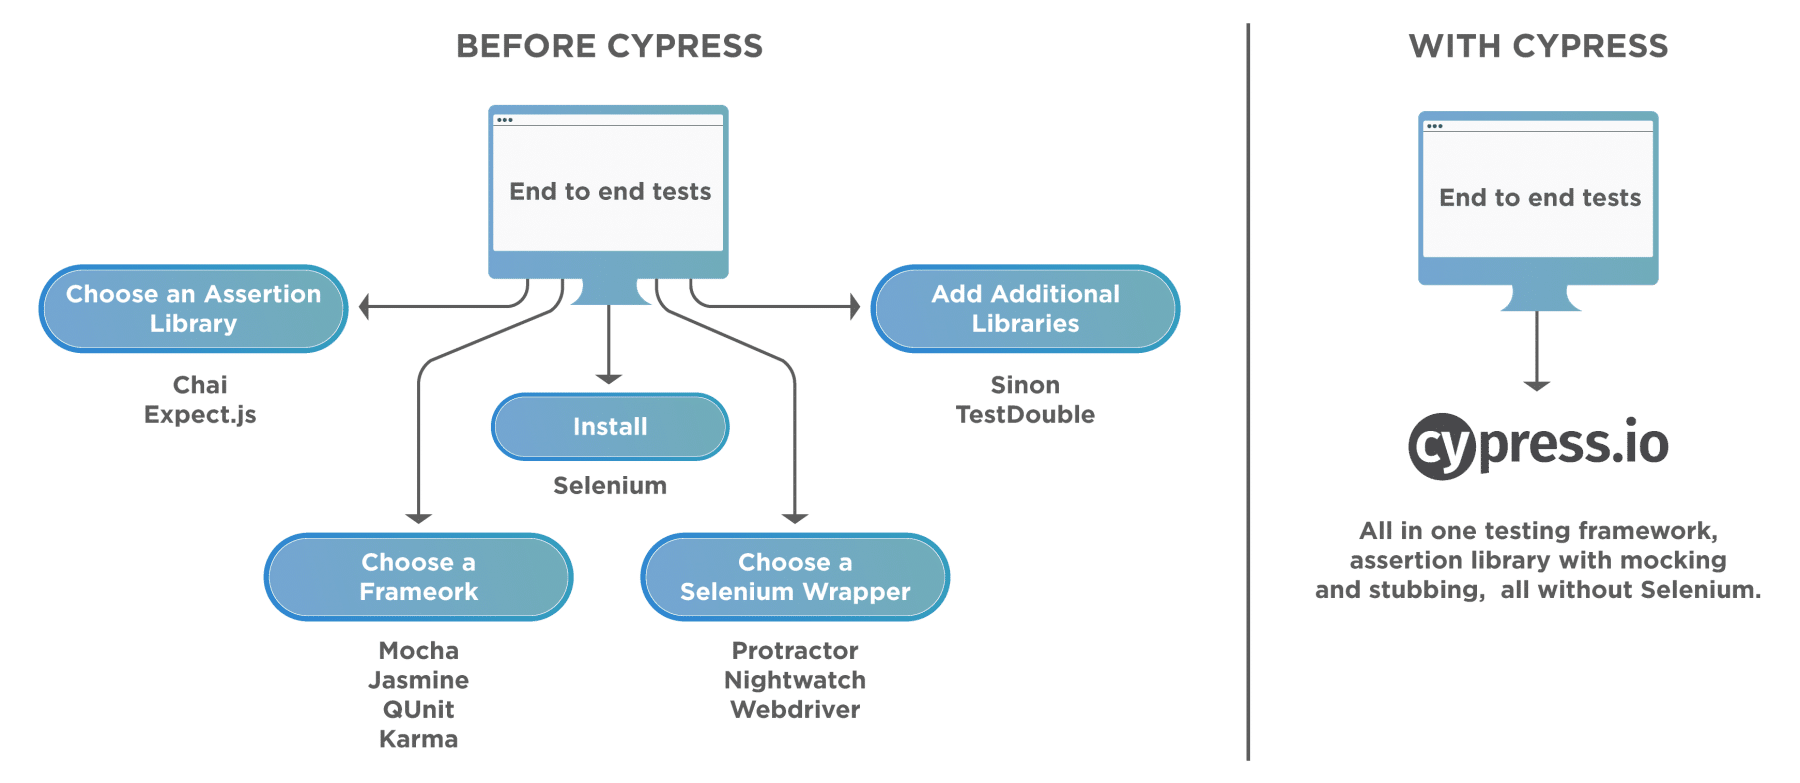 BEFORE CYPRESS
End to end tests
Choose an Assertion
Library
Chai
Expect.js
Choose a
Frameork
Mocha
Jasmine
QUnit
Karma
Install
Selenium
Choose a
Selenium Wrapper
Protractor
Nightwatch
Webdriver
Add Additional
Libraries
Sinon
TestDouble
WITH CYPRESS
End to end tests
cypress.io
All in one testing framework,
assertion library with mocking
and stubbing,  all without Selenium.